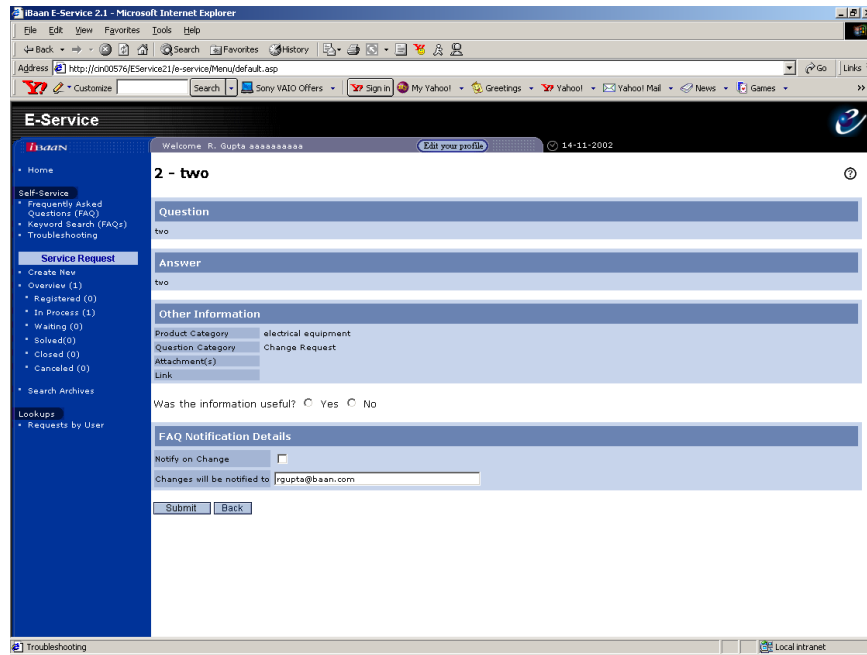 iBaan E-Service 2.1 - Microsoft Internet Explorer
File Edit View Favorites Tools Help
Back Search Favorites History
Address http://cin00576/EService21/e-service/Menu/default.asp Go Links
Y7 Customize Search Sony VAIO Offers Y7 Sign in My Yahoo! Greetings Y7 Yahoo! Yahoo! Mail News Games »
E-Service
iBaan Welcome R. Gupta aaaaaaaaaa Edit your profile 14-11-2002
Home
2 - two
Self-Service
Frequently Asked
Questions (FAQ)
Keyword Search (FAQs)
Troubleshooting
Service Request
Create New
Overview (1)
Registered (0)
In Process (1)
Waiting (0)
Solved(0)
Closed (0)
Canceled (0)
Search Archives
Lookups
Requests by User
Question
two
Answer
two
Other Information
Product Category electrical equipment
Question Category Change Request
Attachment(s)
Link
Was the information useful? Yes No
FAQ Notification Details
Notify on Change
Changes will be notified to rgupta@baan.com
Submit Back
Troubleshooting Local intranet